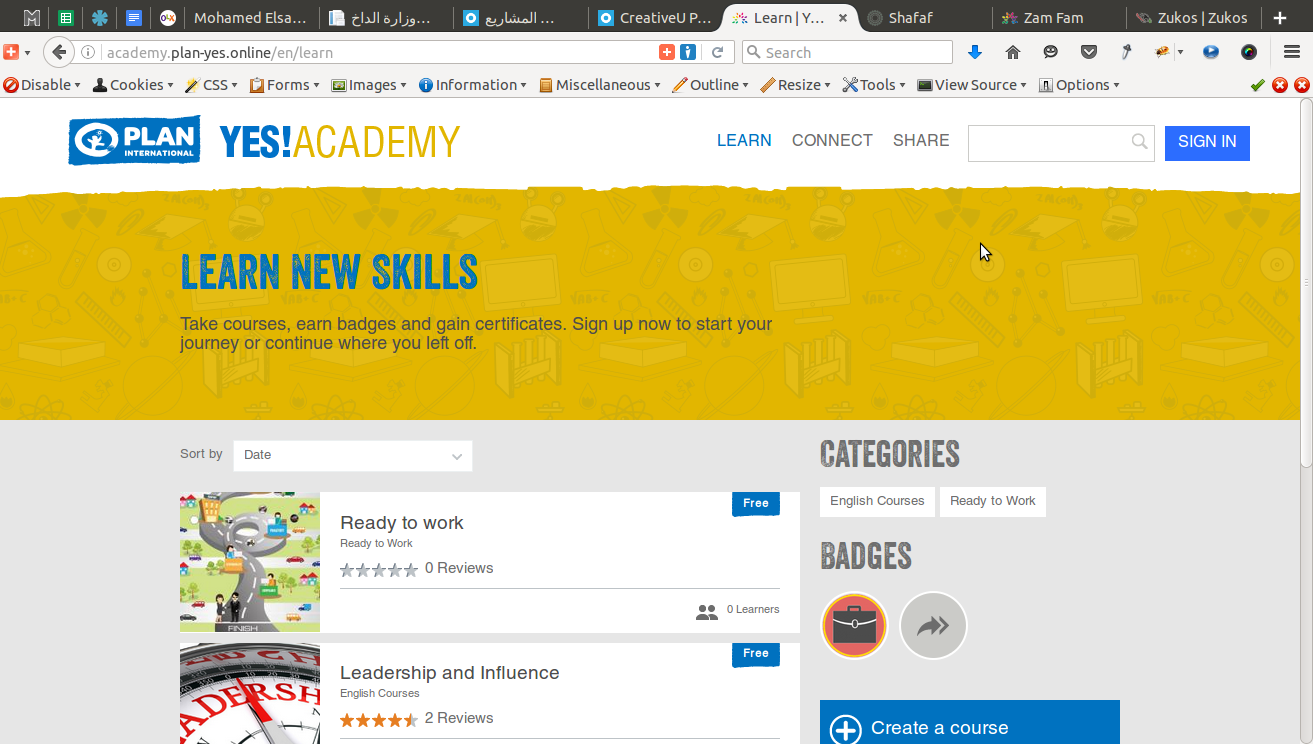 Mohamed Elsa...
وزارة الداخ...
المشاريع ...
CreativeU P...
Learn | Y...
Shafaf
Zam Fam
Zukos | Zukos
academy.plan-yes.online/en/learn
Search
Disable
Cookies
CSS
Forms
Images
Information
Miscellaneous
Outline
Resize
Tools
View Source
Options
PLAN
INTERNATIONAL
YES!ACADEMY
LEARN
CONNECT
SHARE
SIGN IN
LEARN NEW SKILLS
Take courses, earn badges and gain certificates. Sign up now to start your
journey or continue where you left off.
Sort by
Date
Free
Ready to work
Ready to Work
0 Reviews
0 Learners
FINISH
Free
Leadership and Influence
English Courses
2 Reviews
CATEGORIES
English Courses
Ready to Work
BADGES
Create a course